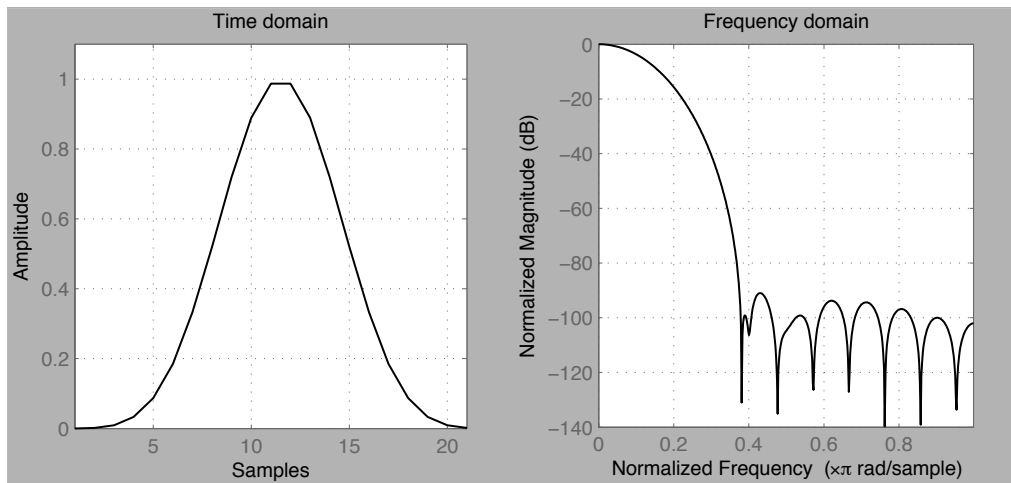 Time domain
Amplitude
1
0.8
0.6
0.4
0.2
0
5 10 15 20
Samples
Frequency domain
Normalized Magnitude (dB)
0
−20
−40
−60
−80
−100
−120
−140
0 0.2 0.4 0.6 0.8
Normalized Frequency (×π rad/sample)